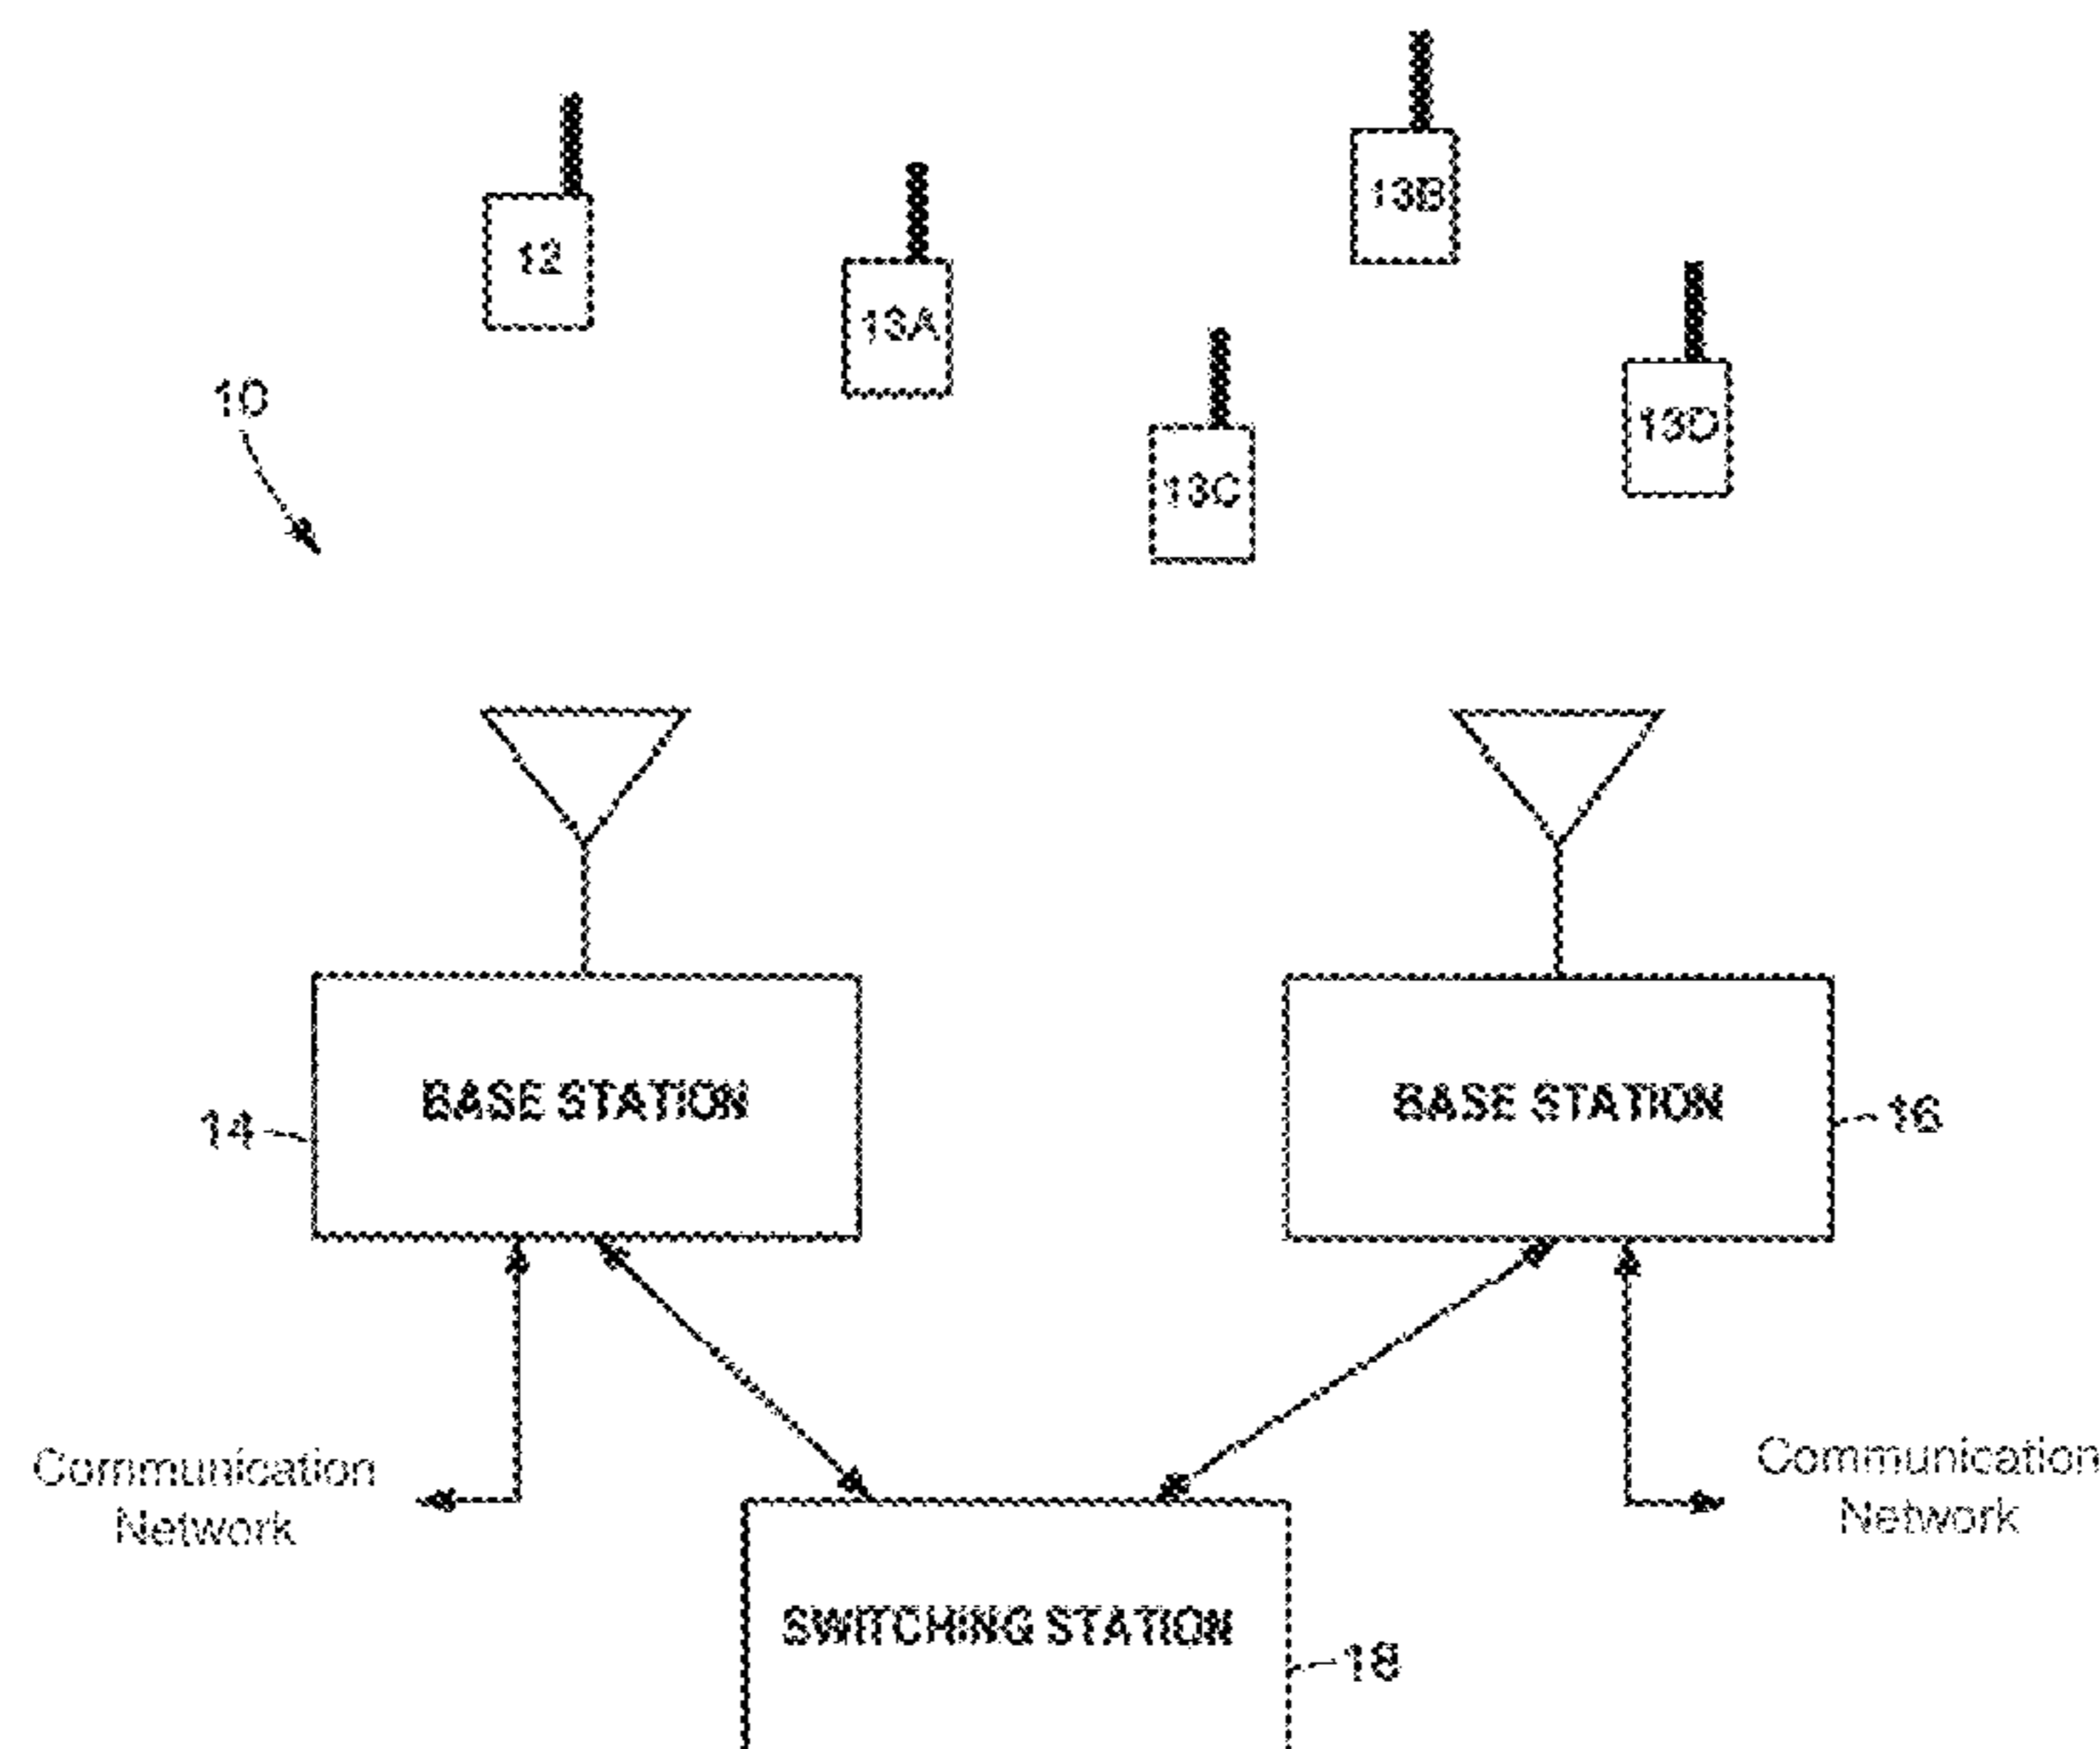 13B
12
13A
13D
10
13C
BASE STATION
BASE STATION
14
16
Communication
Network
Communication
Network
SWITCHING STATION
18